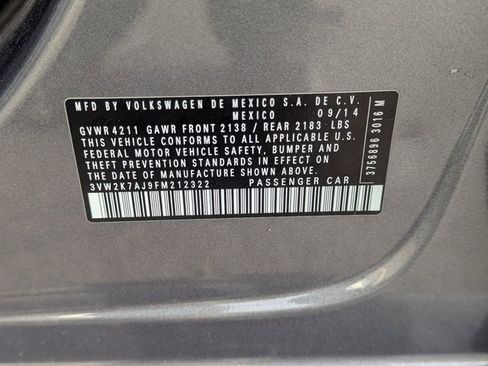 MFD BY VOLKSWAGEN DE MEXICO S.A. DE C.V.
MEXICO 09/14
GVWR 4211 GAWR FRONT 2138 / REAR 2183 LBS
THIS VEHICLE CONFORMS TO ALL APPLICABLE U.S.
FEDERAL MOTOR VEHICLE SAFETY, BUMPER AND
THEFT PREVENTION STANDARDS IN EFFECT ON
THE DATE OF MANUFACTURE SHOWN ABOVE.
3VW2K7AJ9FM212322 PASSENGER CAR
3756896 3016 M